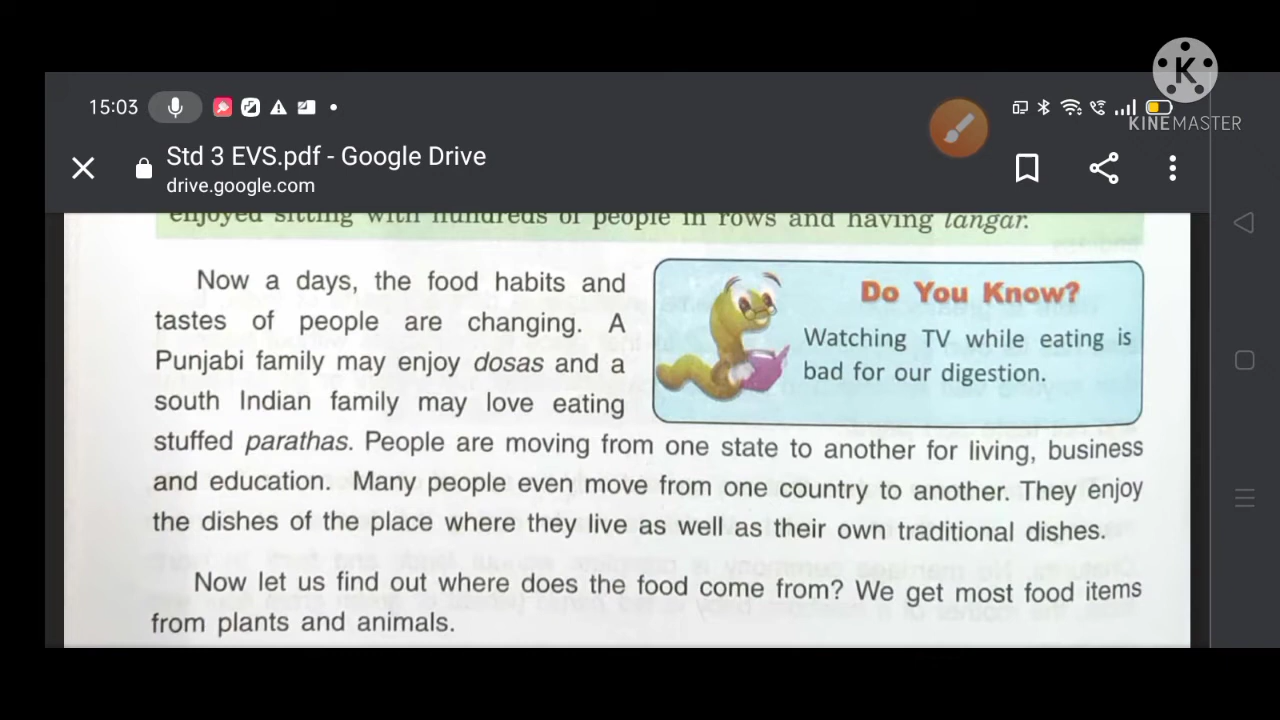 15:03
KINEMASTER
Std 3 EVS.pdf - Google Drive
drive.google.com
enjoyed sitting with hundreds of people in rows and having langar.
Now a days, the food habits and
tastes of people are changing. A
Punjabi family may enjoy dosas and a
south Indian family may love eating
stuffed parathas. People are moving from one state to another for living, business
and education. Many people even move from one country to another. They enjoy
the dishes of the place where they live as well as their own traditional dishes.
Do You Know?
Watching TV while eating is
bad for our digestion.
Now let us find out where does the food come from? We get most food items
from plants and animals.